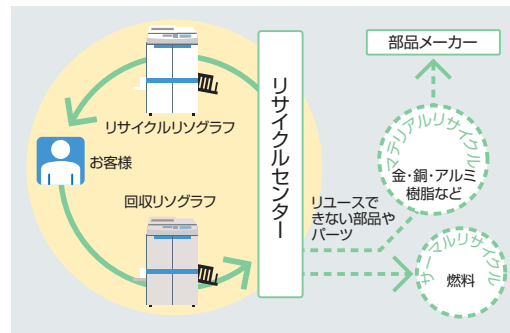 部品メーカー
リサイクルセンター
リサイクルリソグラフ
お客様
回収リソグラフ
マテリアルリサイクル
金・銅・アルミ
樹脂など
リユースで
きない部品や
パーツ
サーマルリサイクル
燃料